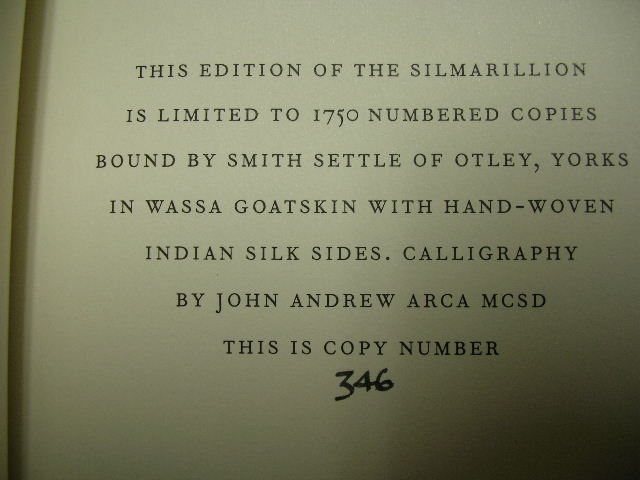 THIS EDITION OF THE SILMARILLION
IS LIMITED TO 1750 NUMBERED COPIES
BOUND BY SMITH SETTLE OF OTLEY, YORKS
IN WASSA GOATSKIN WITH HAND-WOVEN
INDIAN SILK SIDES. CALLIGRAPHY
BY JOHN ANDREW ARCA MCSD
THIS IS COPY NUMBER
346